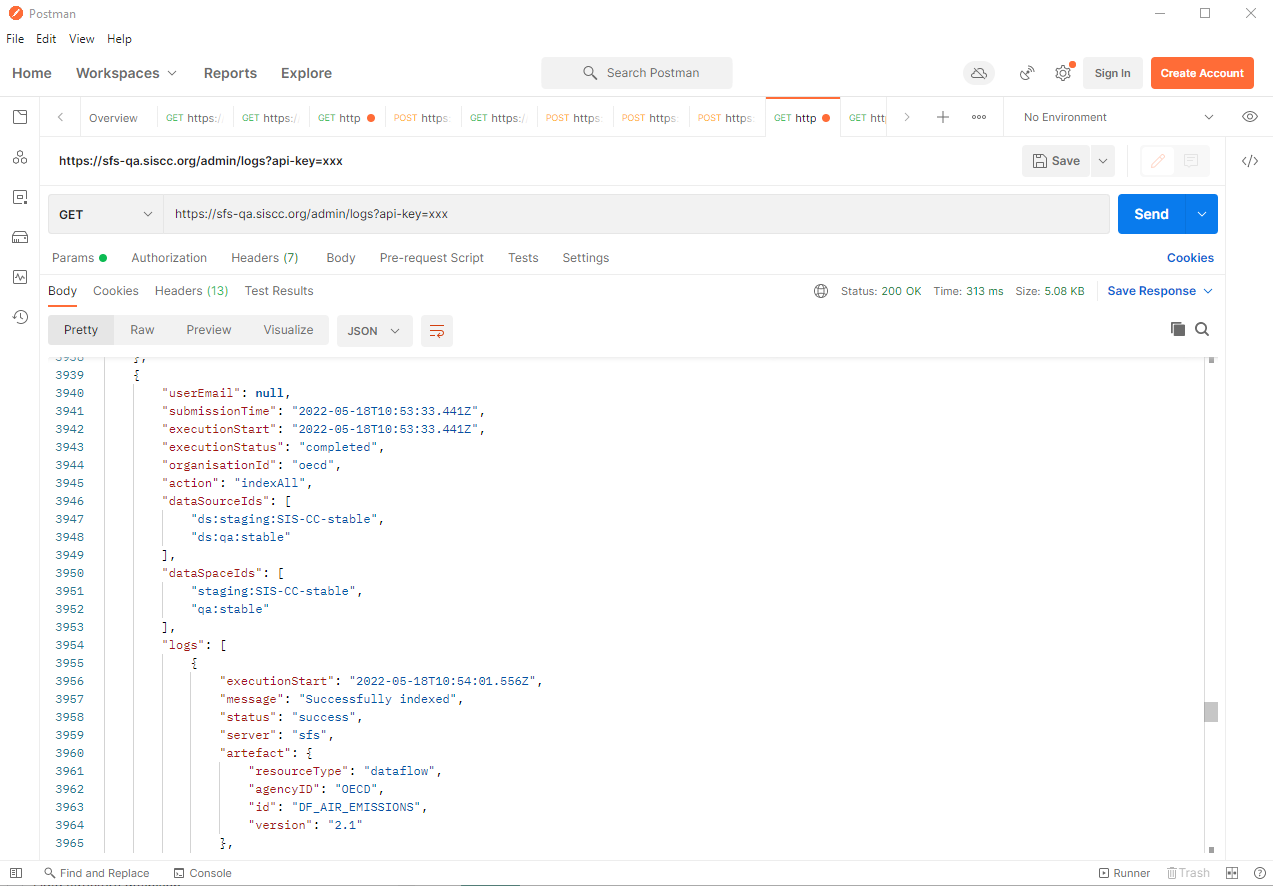 Postman
File Edit View Help
Home Workspaces Reports Explore Search Postman Sign In Create Account
Overview GET https:/ GET https:/ GET http POST https GET https:/ POST https POST https POST https GET http GET htt No Environment
https://sfs-qa.siscc.org/admin/logs?api-key=xxx Save
GET https://sfs-qa.siscc.org/admin/logs?api-key=xxx Send
Params Authorization Headers (7) Body Pre-request Script Tests Settings Cookies
Body Cookies Headers (13) Test Results Status: 200 OK Time: 313 ms Size: 5.08 KB Save Response
Pretty Raw Preview Visualize JSON
3938 },
3939 {
3940 "userEmail": null,
3941 "submissionTime": "2022-05-18T10:53:33.441Z",
3942 "executionStart": "2022-05-18T10:53:33.441Z",
3943 "executionStatus": "completed",
3944 "organisationId": "oecd",
3945 "action": "indexAll",
3946 "dataSourceIds": [
3947 "ds:staging:SIS-CC-stable",
3948 "ds:qa:stable"
3949 ],
3950 "dataSpaceIds": [
3951 "staging:SIS-CC-stable",
3952 "qa:stable"
3953 ],
3954 "logs": [
3955 {
3956 "executionStart": "2022-05-18T10:54:01.556Z",
3957 "message": "Successfully indexed",
3958 "status": "success",
3959 "server": "sfs",
3960 "artefact": {
3961 "resourceType": "dataflow",
3962 "agencyID": "OECD",
3963 "id": "DF_AIR_EMISSIONS",
3964 "version": "2.1"
3965 },
Find and Replace Console Runner Trash